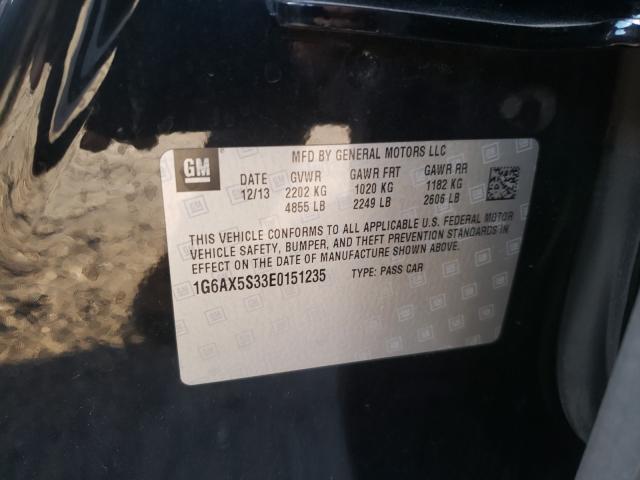 GM
MFD BY GENERAL MOTORS LLC
DATE GVWR GAWR FRT GAWR RR
12/13 2202 KG 1020 KG 1182 KG
4855 LB 2249 LB 2606 LB
THIS VEHICLE CONFORMS TO ALL APPLICABLE U.S. FEDERAL MOTOR
VEHICLE SAFETY, BUMPER, AND THEFT PREVENTION STANDARDS IN
EFFECT ON THE DATE OF MANUFACTURE SHOWN ABOVE.
1G6AX5S33E0151235 TYPE: PASS CAR